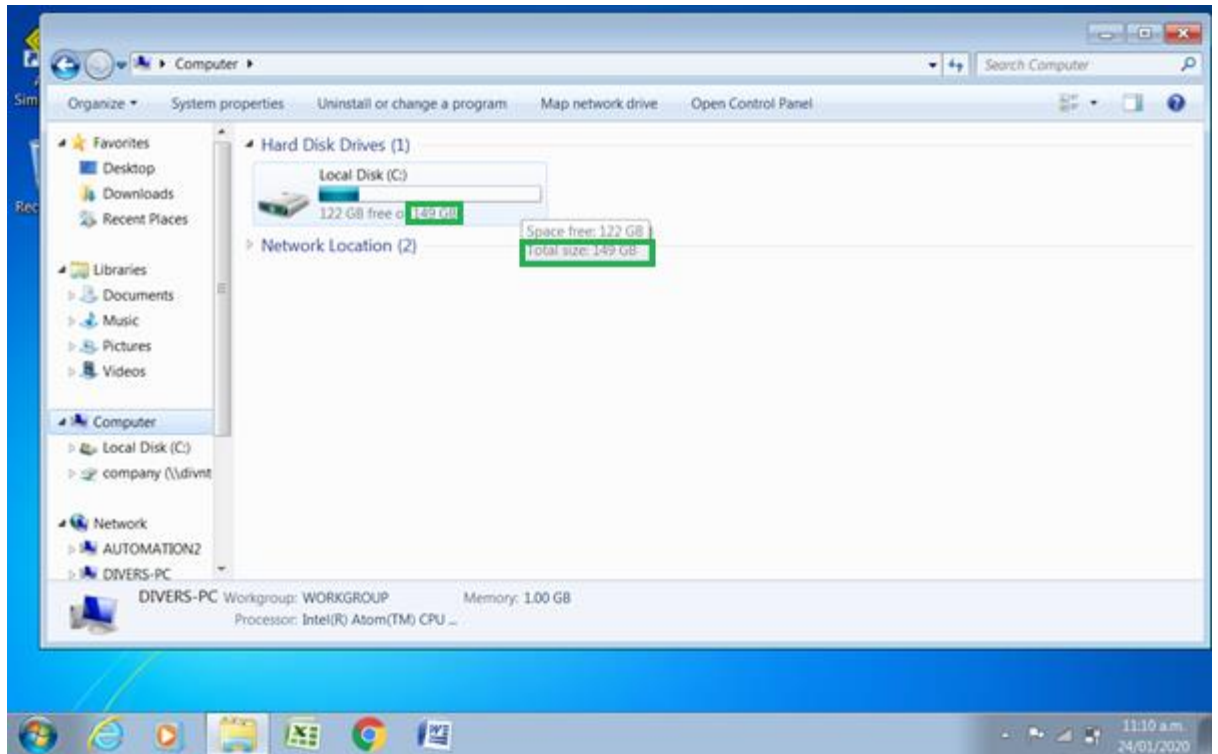 Computer
Search Computer
Organize
System properties
Uninstall or change a program
Map network drive
Open Control Panel
Sim
Rec
Favorites
Desktop
Downloads
Recent Places
Libraries
Documents
Music
Pictures
Videos
Computer
Local Disk (C:)
company (\\divnt
Network
AUTOMATION2
DIVERS-PC
Hard Disk Drives (1)
Local Disk (C:)
122 GB free o 149 GB
Space free: 122 GB
Total size: 149 GB
Network Location (2)
DIVERS-PC Workgroup: WORKGROUP Memory: 1.00 GB
Processor: Intel(R) Atom(TM) CPU ...
11:10 a.m.
24/01/2020